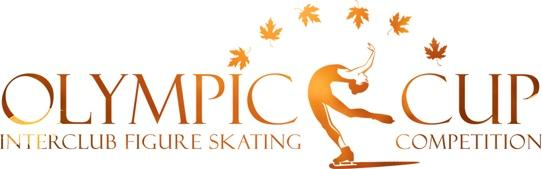 OLYMPIC CUP
INTERCLUB FIGURE SKATING COMPETITION